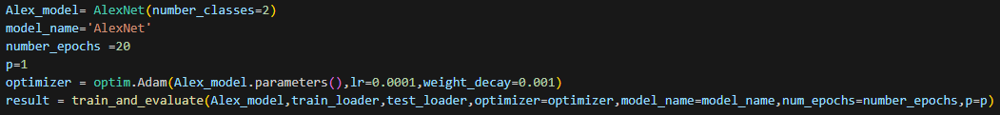 Alex_model= AlexNet(number_classes=2)
model_name='AlexNet'
number_epochs =20
p=1
optimizer = optim.Adam(Alex_model.parameters(),lr=0.0001,weight_decay=0.001)
result = train_and_evaluate(Alex_model,train_loader,test_loader,optimizer=optimizer,model_name=model_name,num_epochs=number_epochs,p=p)